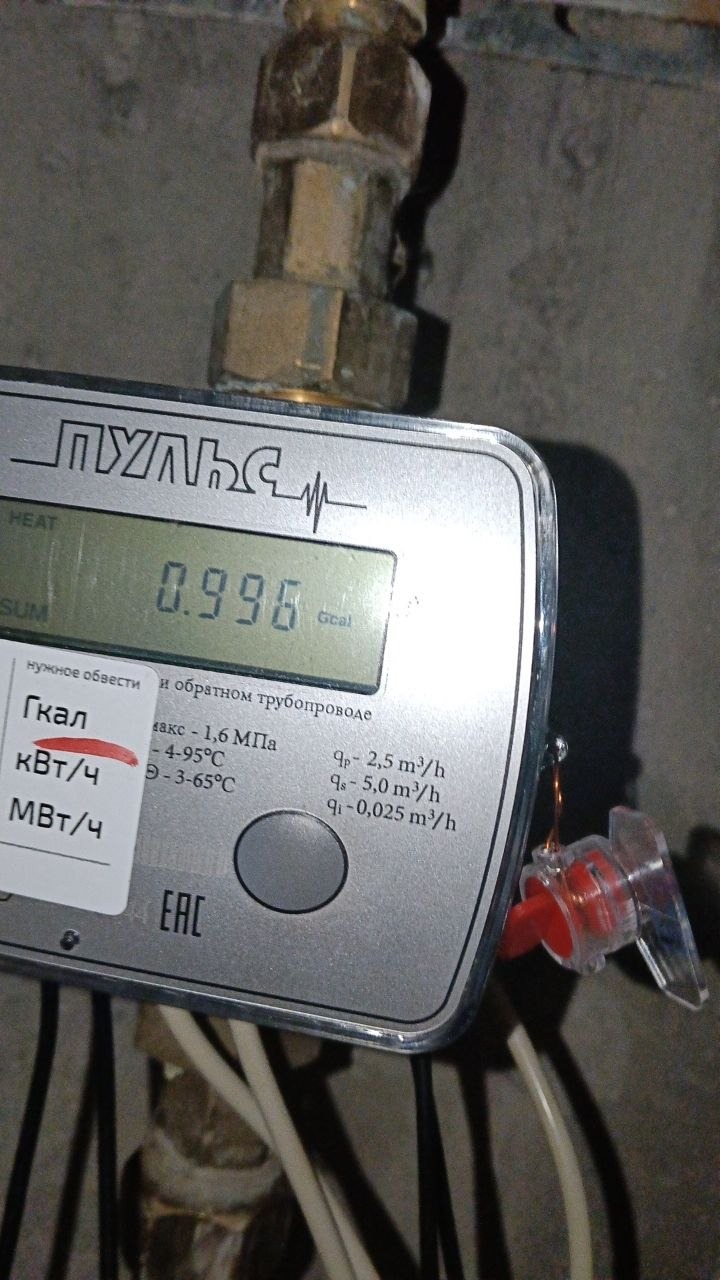 ПУЛЬС
HEAT
0.996 Gcal
SUM
нужное обвести
Гкал
кВт/ч
МВт/ч
и обратном трубопроводе
макс - 1,6 МПа
- 4-95°C
Θ - 3-65°C
qp - 2,5 m³/h
qs - 5,0 m³/h
qi - 0,025 m³/h
EAC